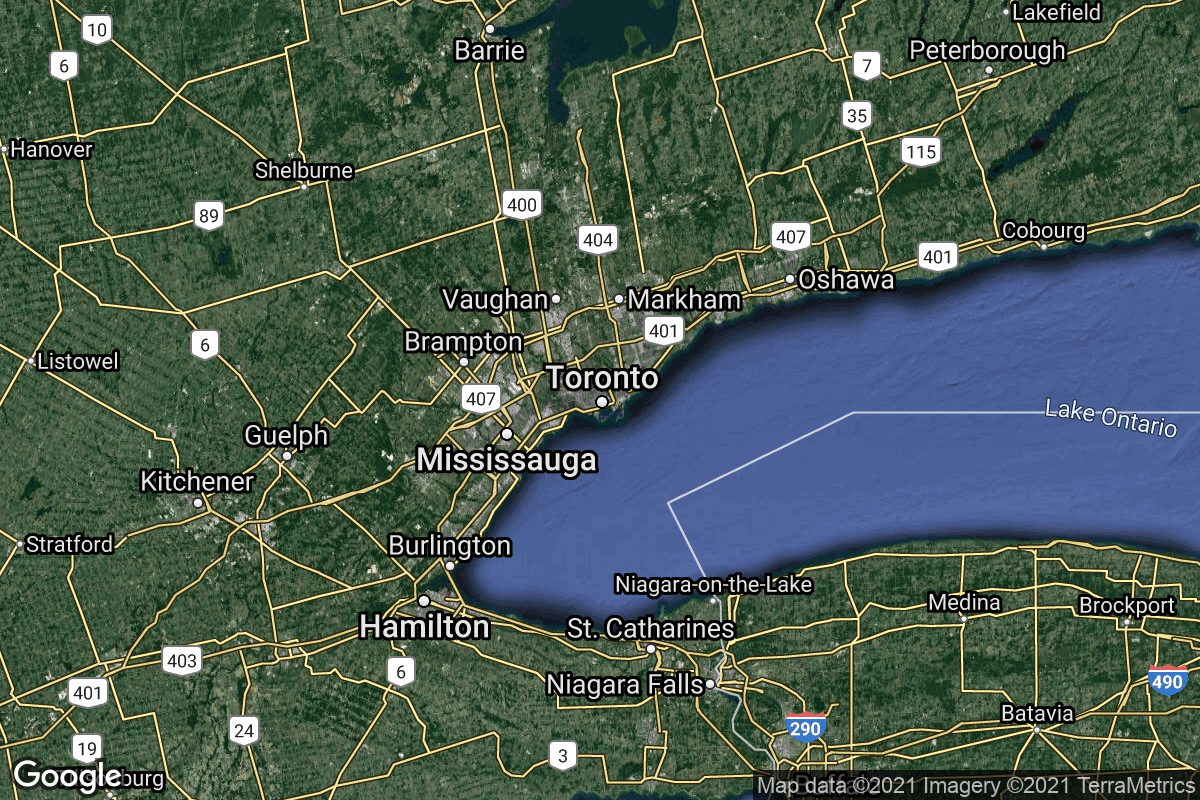 Lakefield
10
Barrie
Peterborough
6
7
35
Hanover
115
Shelburne
400
89
404
407
Cobourg
401
Oshawa
Vaughan
Markham
401
6
Brampton
Listowel
Toronto
407
Lake Ontario
Guelph
Mississauga
Kitchener
Stratford
Burlington
Niagara-on-the-Lake
Medina
Brockport
Hamilton
St. Catharines
403
6
490
Niagara Falls
401
Batavia
24
290
19
3
Google
Map data ©2021 Imagery ©2021 TerraMetrics